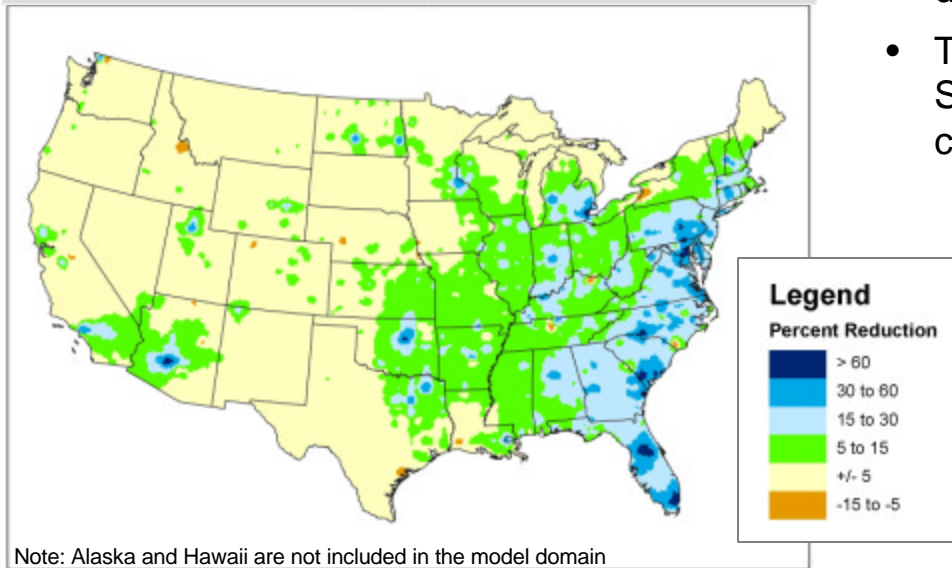 • T
S
c
Legend
Percent Reduction
> 60
30 to 60
15 to 30
5 to 15
+/- 5
-15 to -5
Note: Alaska and Hawaii are not included in the model domain